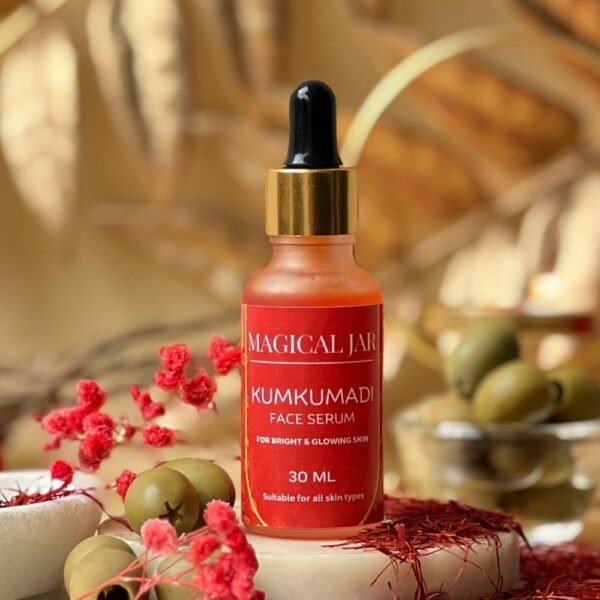 MAGICAL JAR
KUMKUMADI
FACE SERUM
FOR BRIGHT & GLOWING SKIN
30 ML
Suitable for all skin types